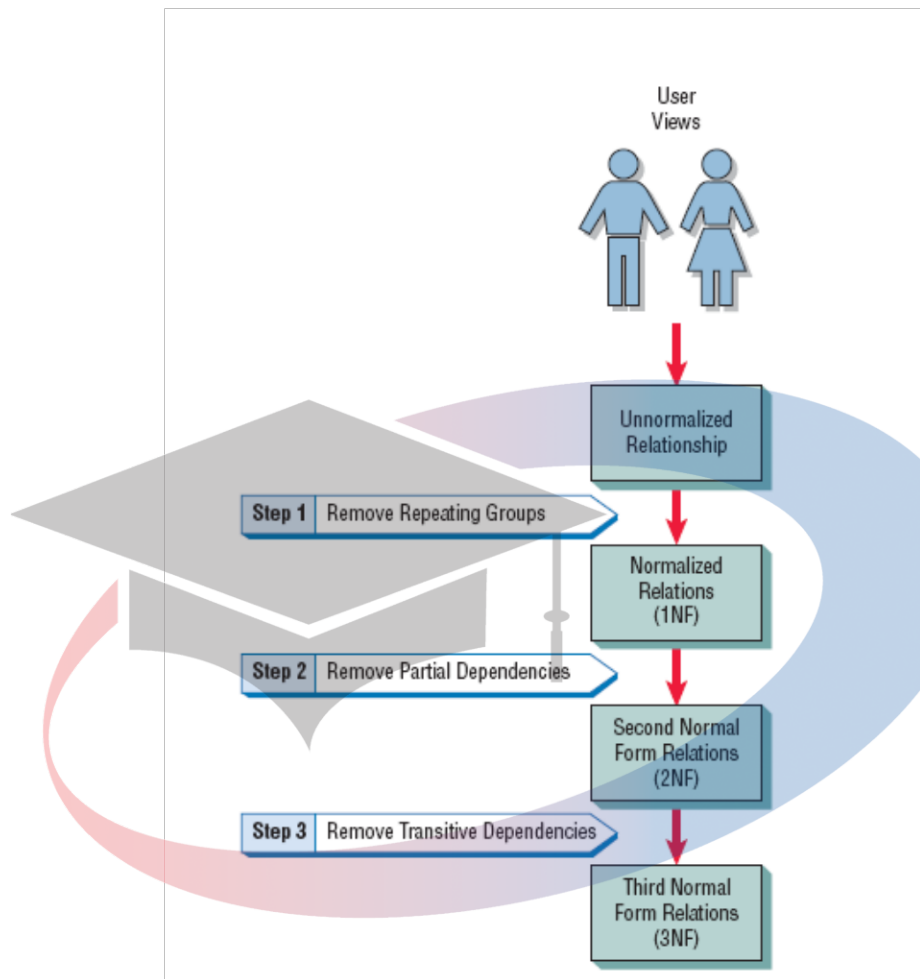 User
Views
Unnormalized
Relationship
Step 1 Remove Repeating Groups
Normalized
Relations
(1NF)
Step 2 Remove Partial Dependencies
Second Normal
Form Relations
(2NF)
Step 3 Remove Transitive Dependencies
Third Normal
Form Relations
(3NF)